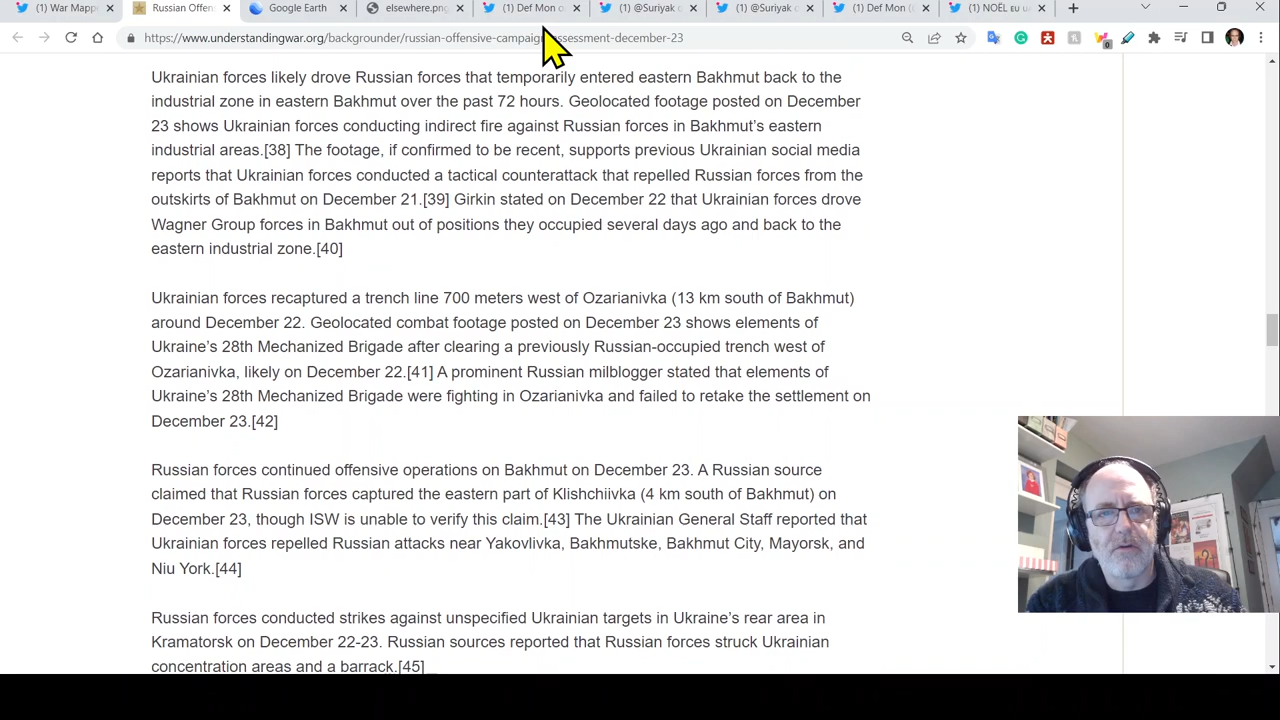 (1) War Mappe
Russian Offens
Google Earth
elsewhere.png
(1) Def Mon o
(1) @Suriyak o
(1) @Suriyak o
(1) Def Mon (
(1) NOËL EU u
https://www.understandingwar.org/backgrounder/russian-offensive-campaign-assessment-december-23
Ukrainian forces likely drove Russian forces that temporarily entered eastern Bakhmut back to the
industrial zone in eastern Bakhmut over the past 72 hours. Geolocated footage posted on December
23 shows Ukrainian forces conducting indirect fire against Russian forces in Bakhmut’s eastern
industrial areas.[38] The footage, if confirmed to be recent, supports previous Ukrainian social media
reports that Ukrainian forces conducted a tactical counterattack that repelled Russian forces from the
outskirts of Bakhmut on December 21.[39] Girkin stated on December 22 that Ukrainian forces drove
Wagner Group forces in Bakhmut out of positions they occupied several days ago and back to the
eastern industrial zone.[40]
Ukrainian forces recaptured a trench line 700 meters west of Ozarianivka (13 km south of Bakhmut)
around December 22. Geolocated combat footage posted on December 23 shows elements of
Ukraine’s 28th Mechanized Brigade after clearing a previously Russian-occupied trench west of
Ozarianivka, likely on December 22.[41] A prominent Russian milblogger stated that elements of
Ukraine’s 28th Mechanized Brigade were fighting in Ozarianivka and failed to retake the settlement on
December 23.[42]
Russian forces continued offensive operations on Bakhmut on December 23. A Russian source
claimed that Russian forces captured the eastern part of Klishchiivka (4 km south of Bakhmut) on
December 23, though ISW is unable to verify this claim.[43] The Ukrainian General Staff reported that
Ukrainian forces repelled Russian attacks near Yakovlivka, Bakhmutske, Bakhmut City, Mayorsk, and
Niu York.[44]
Russian forces conducted strikes against unspecified Ukrainian targets in Ukraine’s rear area in
Kramatorsk on December 22-23. Russian sources reported that Russian forces struck Ukrainian
concentration areas and a barrack.[45]